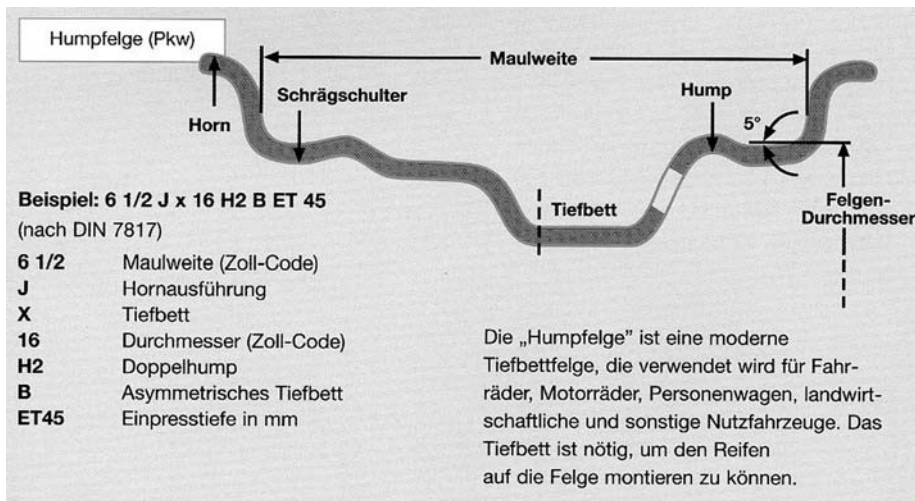 Humpfelge (Pkw)
Maulweite
Schrägschulter
Hump
Horn
5°
Tiefbett
Felgen-
Durchmesser
Beispiel: 6 1/2 J x 16 H2 B ET 45
(nach DIN 7817)
6 1/2 Maulweite (Zoll-Code)
J Hornausführung
X Tiefbett
16 Durchmesser (Zoll-Code)
H2 Doppelhump
B Asymmetrisches Tiefbett
ET45 Einpresstiefe in mm
Die „Humpfelge” ist eine moderne
Tiefbettfelge, die verwendet wird für Fahr-
räder, Motorräder, Personenwagen, landwirt-
schaftliche und sonstige Nutzfahrzeuge. Das
Tiefbett ist nötig, um den Reifen
auf die Felge montieren zu können.